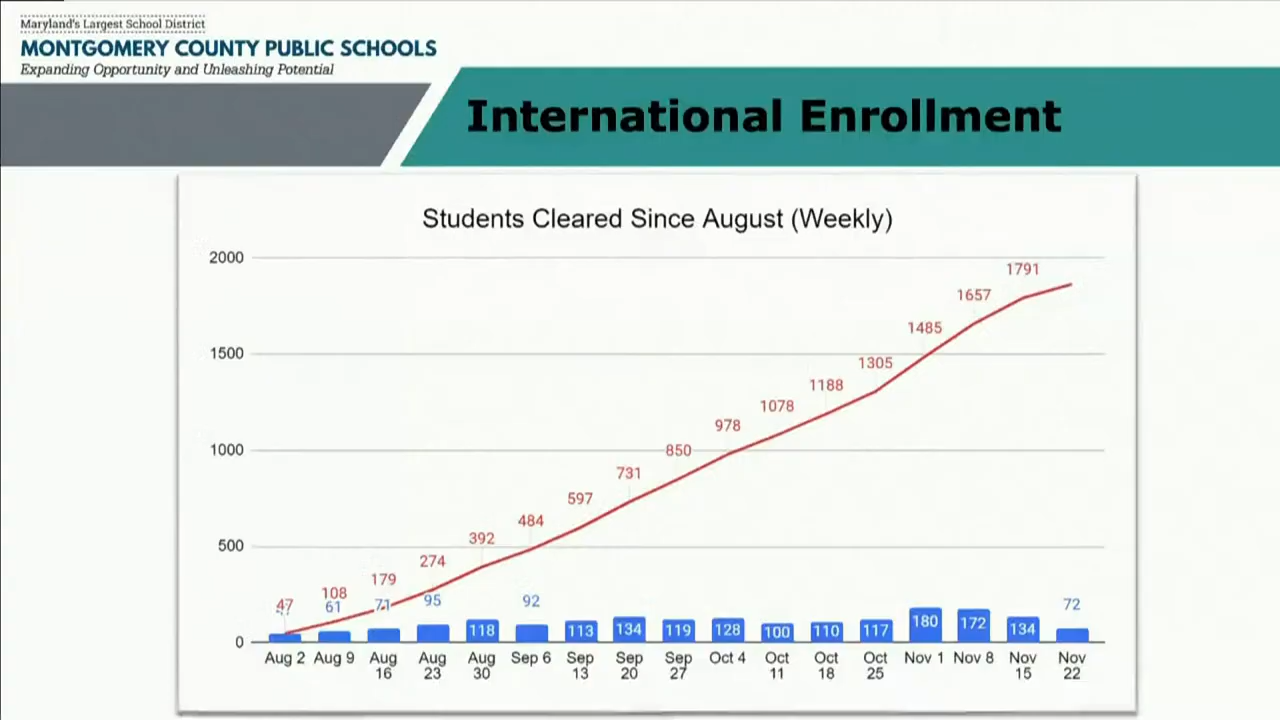 Maryland's Largest School District
MONTGOMERY COUNTY PUBLIC SCHOOLS
Expanding Opportunity and Unleashing Potential
International Enrollment
Students Cleared Since August (Weekly)
2000
1500
1000
500
0
47 108 179 274 392 484 597 731 850 978 1078 1188 1305 1485 1657 1791
61 71 95 118 92 113 134 119 128 100 110 117 180 172 134 72
Aug 2 Aug 9 Aug Aug Aug Sep 6 Sep Sep Sep Oct 4 Oct Oct Oct Nov 1 Nov 8 Nov Nov
16 23 30 13 20 27 11 18 25 15 22